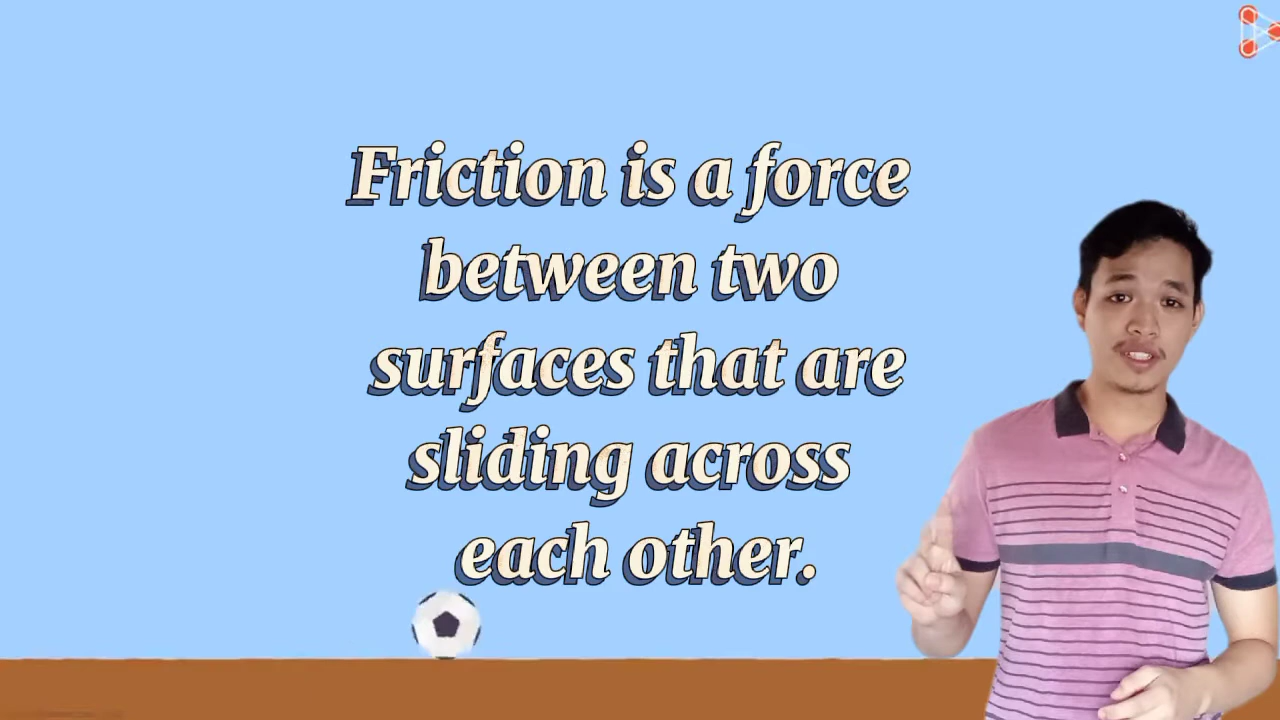 Friction is a force
between two
surfaces that are
sliding across
each other.